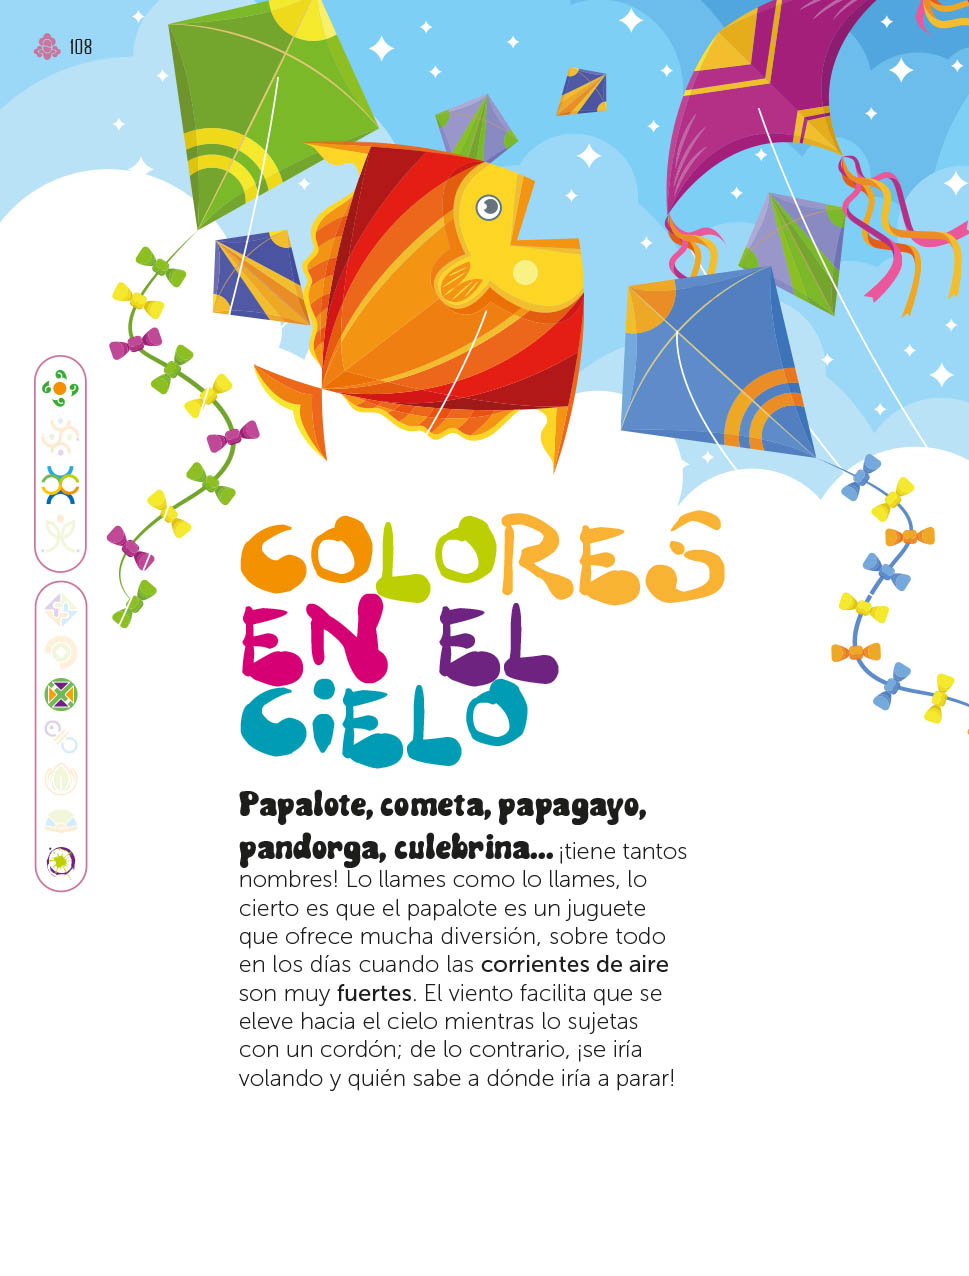 108
COLORES
EN EL
CiELO
Papalote, cometa, papagayo,
pandorga, culebrina... ¡tiene tantos
nombres! Lo llames como lo llames, lo
cierto es que el papalote es un juguete
que ofrece mucha diversión, sobre todo
en los días cuando las corrientes de aire
son muy fuertes. El viento facilita que se
eleve hacia el cielo mientras lo sujetas
con un cordón; de lo contrario, ¡se iría
volando y quién sabe a dónde iría a parar!